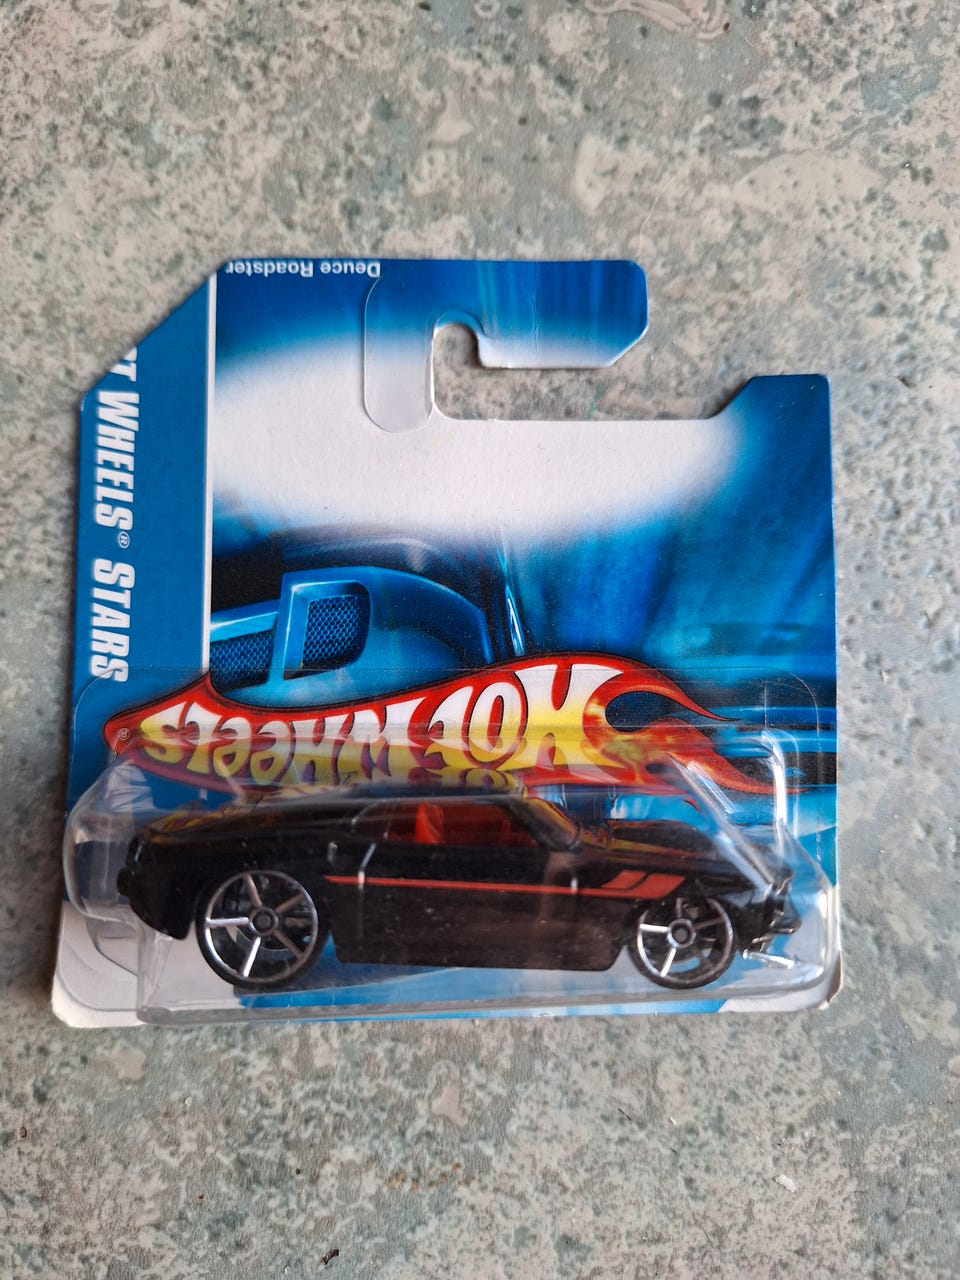 Deuce Roadster
T WHEELS® STARS
HOT WHEELS
®